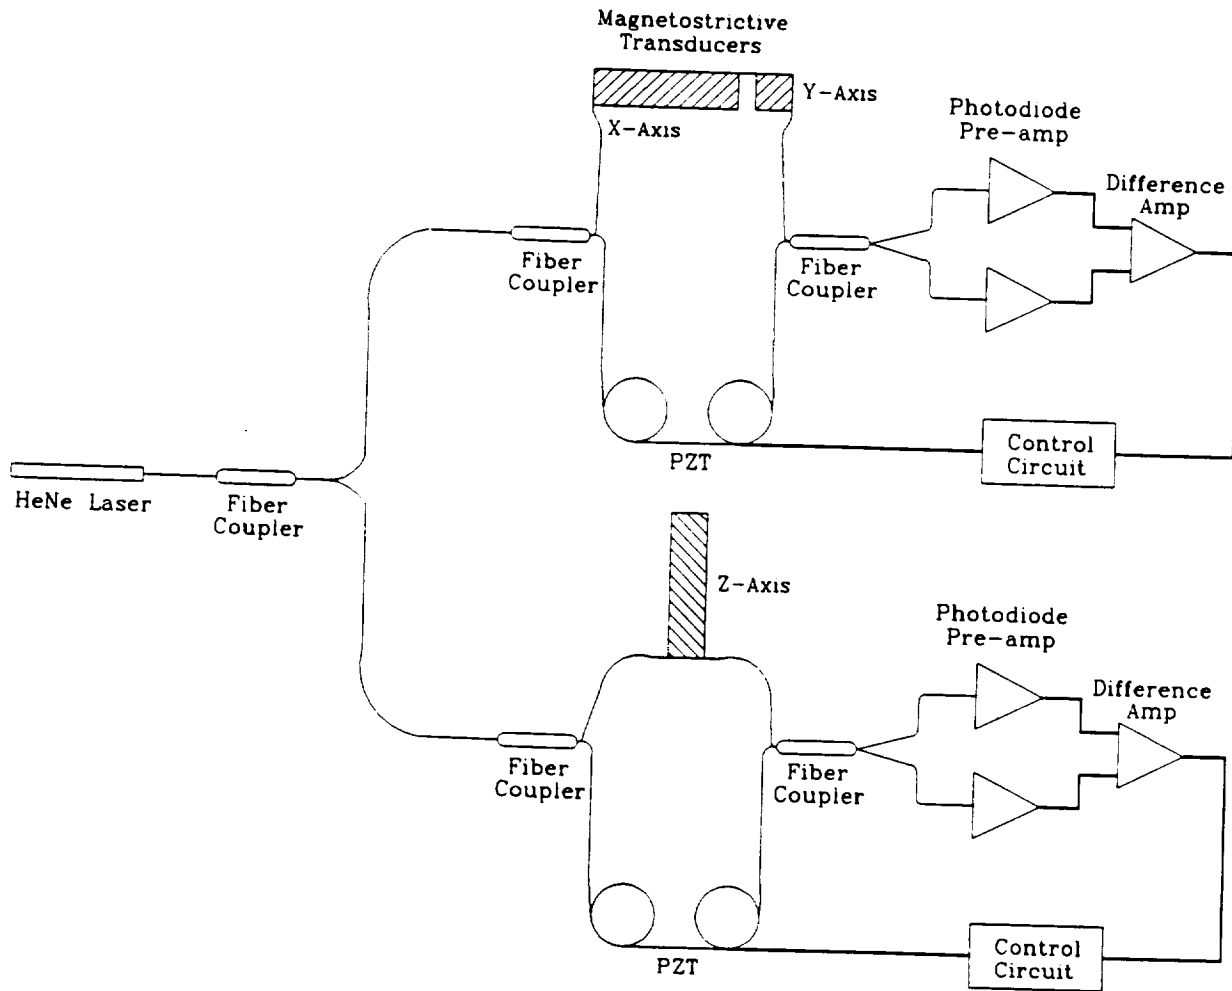 Magnetostrictive
Transducers
Y-Axis
X-Axis
Photodiode
Pre-amp
Difference
Amp
Fiber
Coupler
Fiber
Coupler
PZT
Control
Circuit
HeNe Laser
Fiber
Coupler
Z-Axis
Photodiode
Pre-amp
Difference
Amp
Fiber
Coupler
Fiber
Coupler
PZT
Control
Circuit